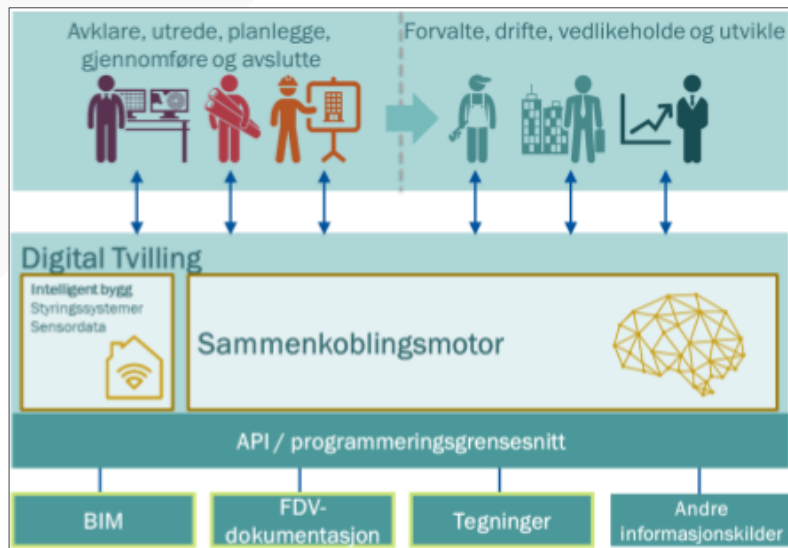 Avklare, utrede, planlegge,
gjennomføre og avslutte
Forvalte, drifte, vedlikeholde og utvikle
Digital Tvilling
Intelligent bygg
Styringssystemer
Sensordata
Sammenkoblingsmotor
API / programmeringsgrensesnitt
BIM
FDV-
dokumentasjon
Tegninger
Andre
informasjonskilder